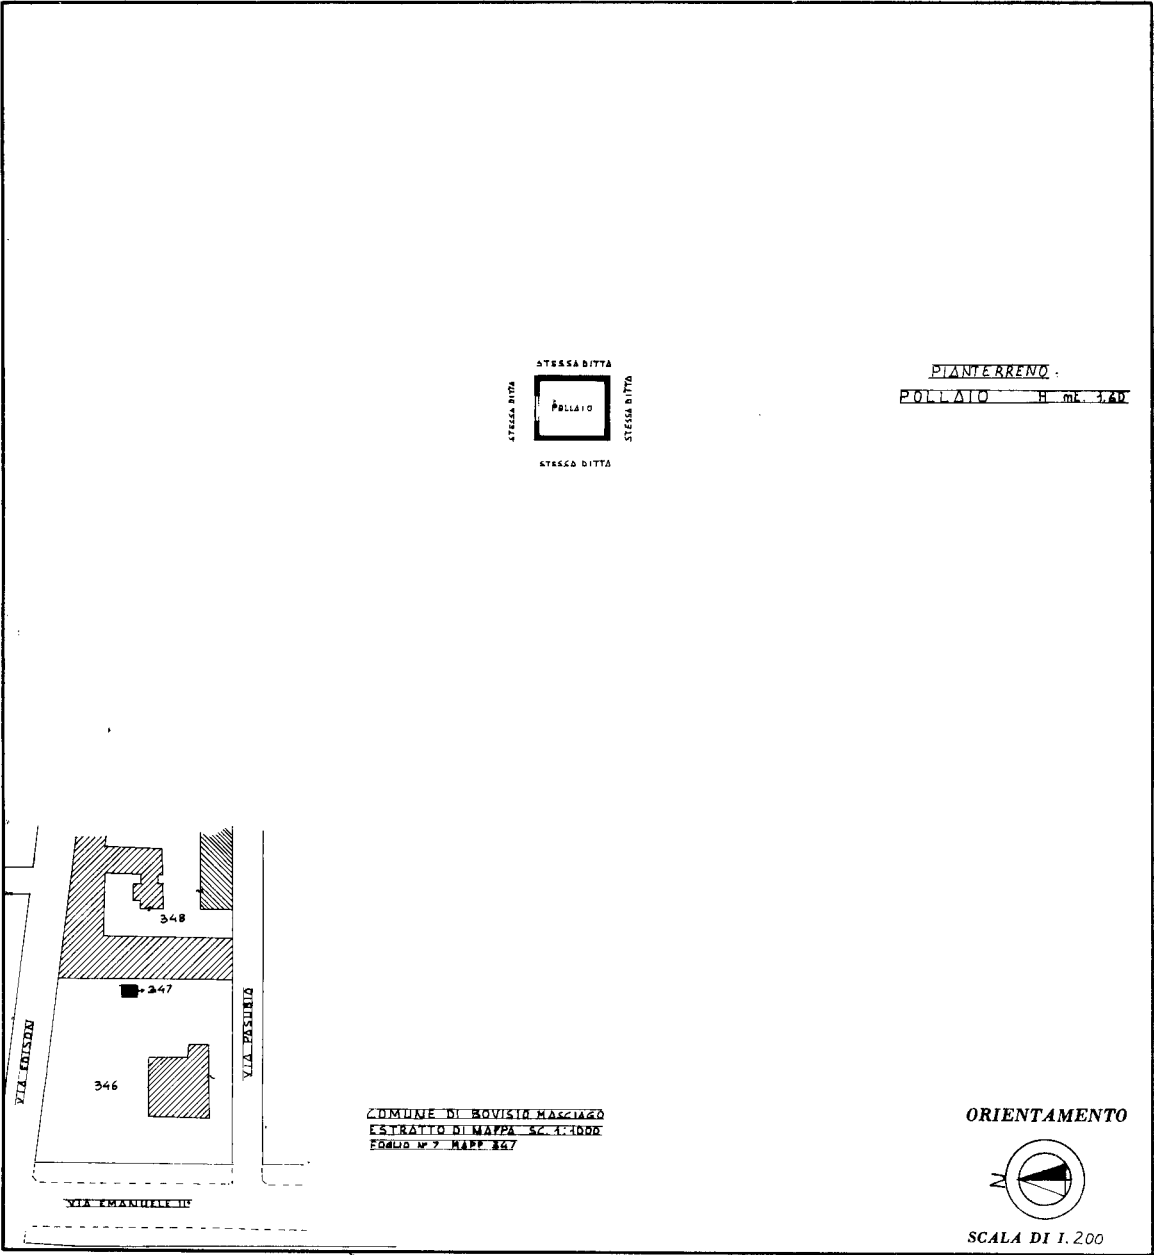 STESSA DITTA
STESSA DITTA
POLLAIO
STESSA DITTA
STESSA DITTA
PIANTERRENO.
POLLAIO H mt. 1,60
348
347
346
VIA EDISON
VIA PASUBIO
VIA EMANUELE II°
COMUNE DI BOVISIO MASCIAGO
ESTRATTO DI MAPPA SC. 1:1000
FOGLIO N° 7 MAPP 347
ORIENTAMENTO
N
SCALA DI 1.200